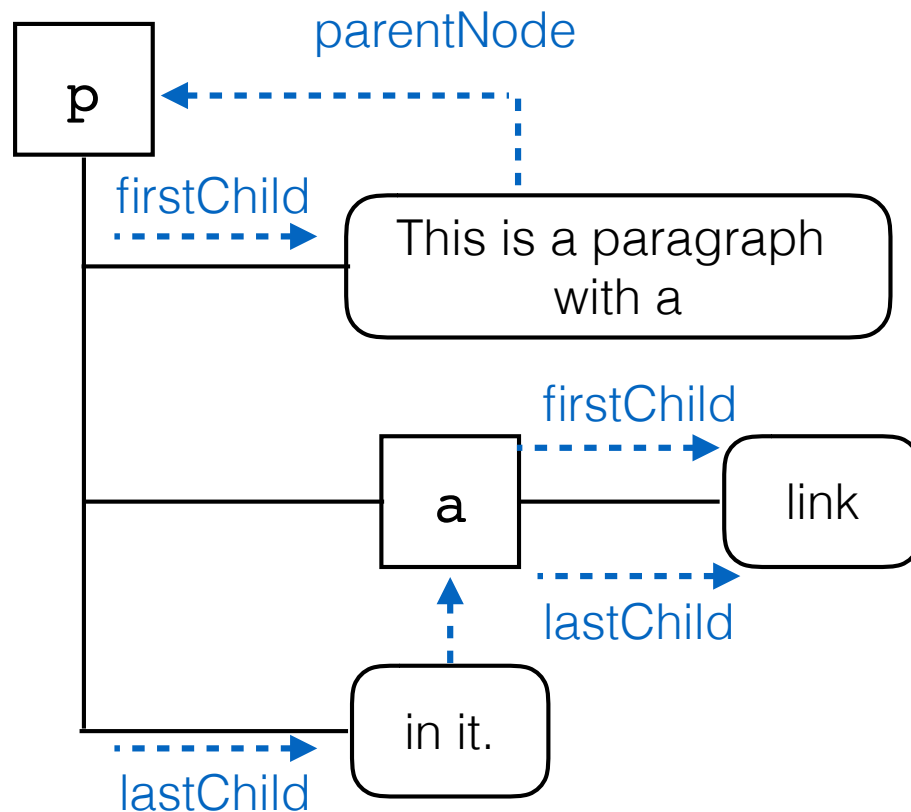 parentNode
p
firstChild
This is a paragraph
with a
firstChild
a
link
lastChild
in it.
lastChild